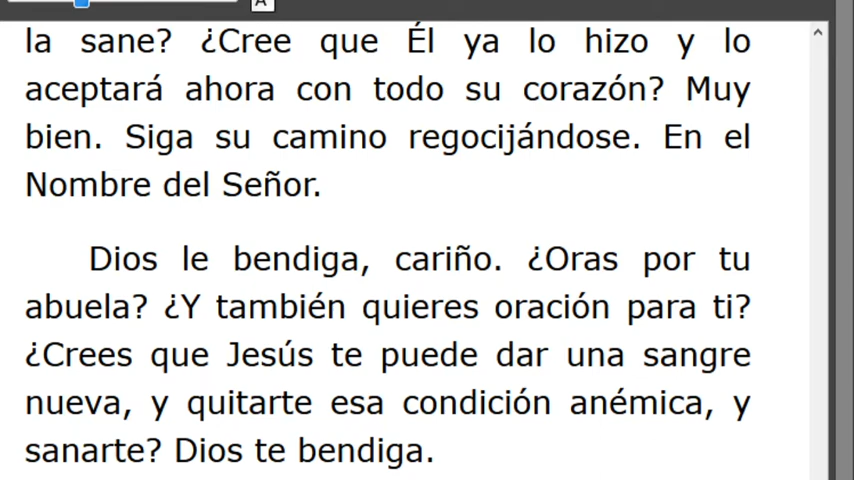 A
la sane? ¿Cree que Él ya lo hizo y lo
aceptará ahora con todo su corazón? Muy
bien. Siga su camino regocijándose. En el
Nombre del Señor.
Dios le bendiga, cariño. ¿Oras por tu
abuela? ¿Y también quieres oración para ti?
¿Crees que Jesús te puede dar una sangre
nueva, y quitarte esa condición anémica, y
sanarte? Dios te bendiga.